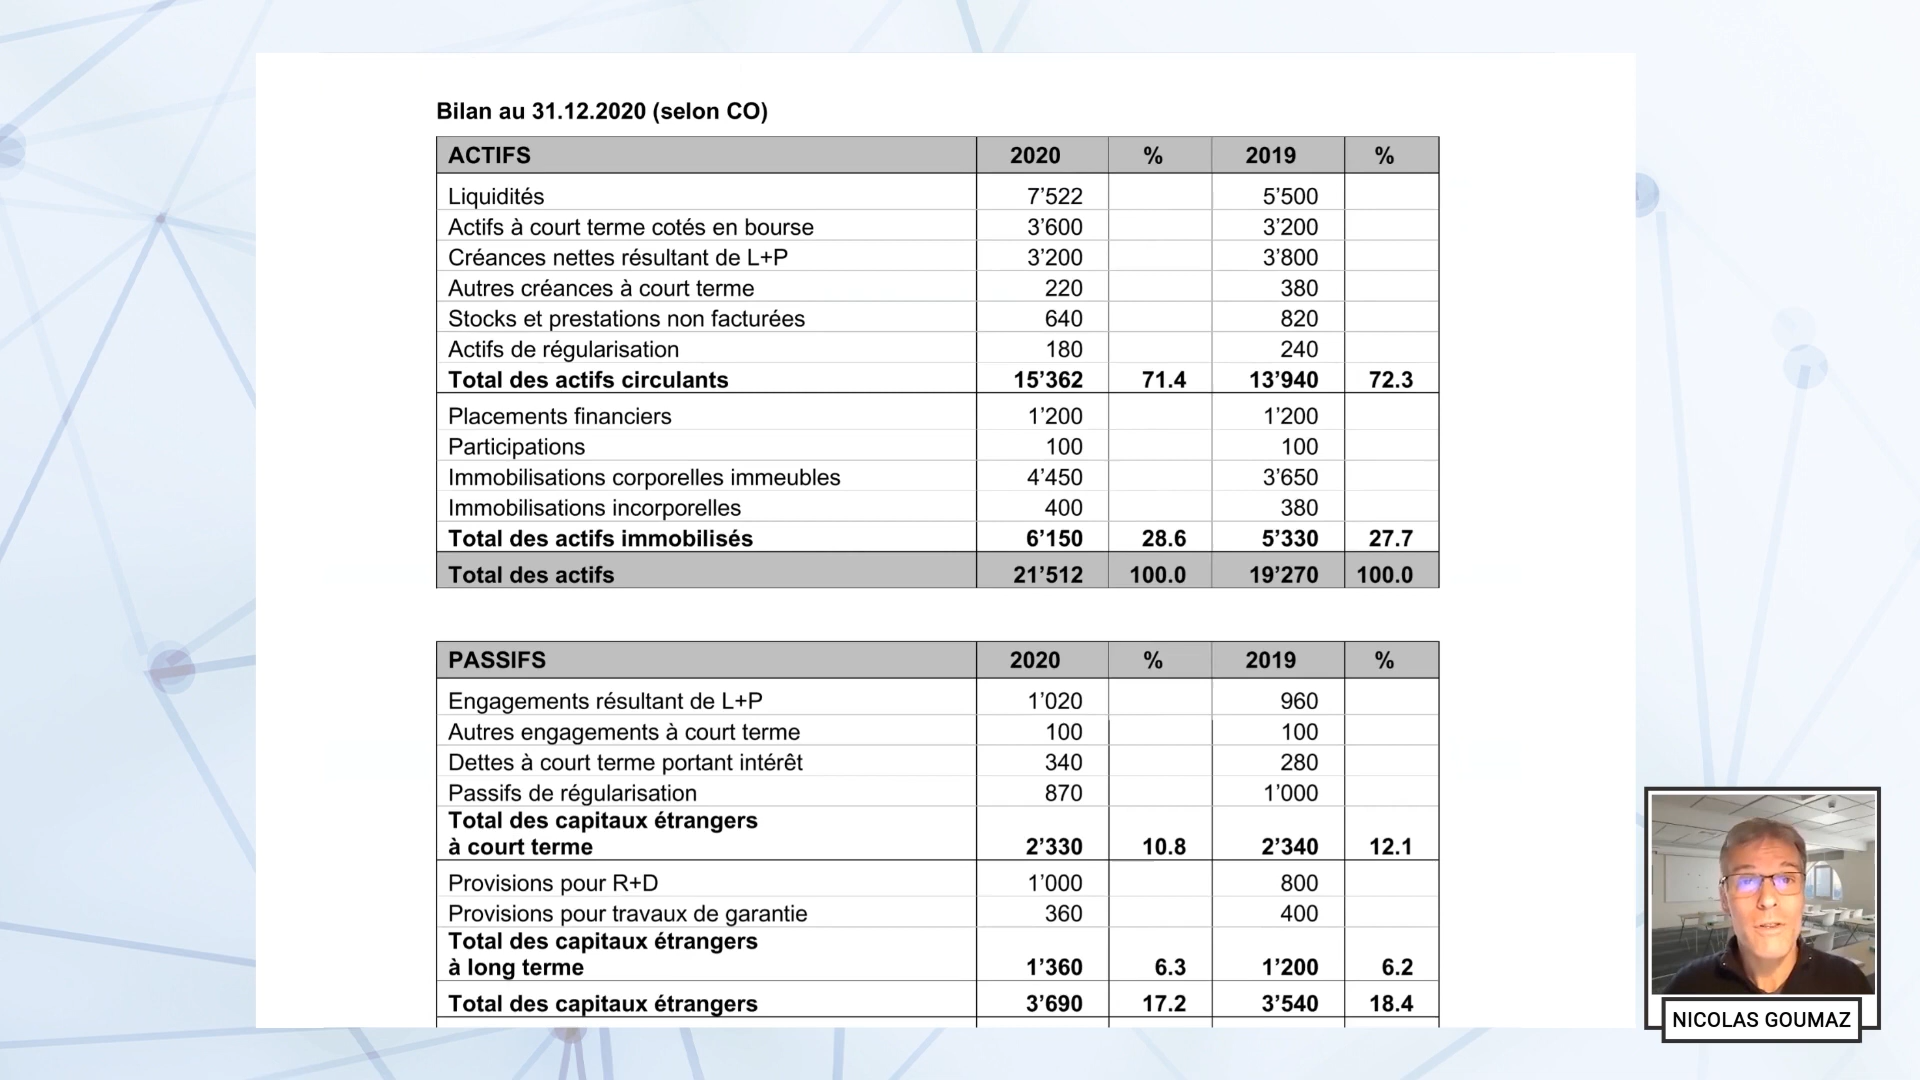 Bilan au 31.12.2020 (selon CO)
ACTIFS 2020 % 2019 %
Liquidités 7’522 5’500
Actifs à court terme cotés en bourse 3’600 3’200
Créances nettes résultant de L+P 3’200 3’800
Autres créances à court terme 220 380
Stocks et prestations non facturées 640 820
Actifs de régularisation 180 240
Total des actifs circulants 15’362 71.4 13’940 72.3
Placements financiers 1’200 1’200
Participations 100 100
Immobilisations corporelles immeubles 4’450 3’650
Immobilisations incorporelles 400 380
Total des actifs immobilisés 6’150 28.6 5’330 27.7
Total des actifs 21’512 100.0 19’270 100.0
PASSIFS 2020 % 2019 %
Engagements résultant de L+P 1’020 960
Autres engagements à court terme 100 100
Dettes à court terme portant intérêt 340 280
Passifs de régularisation 870 1’000
Total des capitaux étrangers
à court terme 2’330 10.8 2’340 12.1
Provisions pour R+D 1’000 800
Provisions pour travaux de garantie 360 400
Total des capitaux étrangers
à long terme 1’360 6.3 1’200 6.2
Total des capitaux étrangers 3’690 17.2 3’540 18.4
NICOLAS GOUMAZ